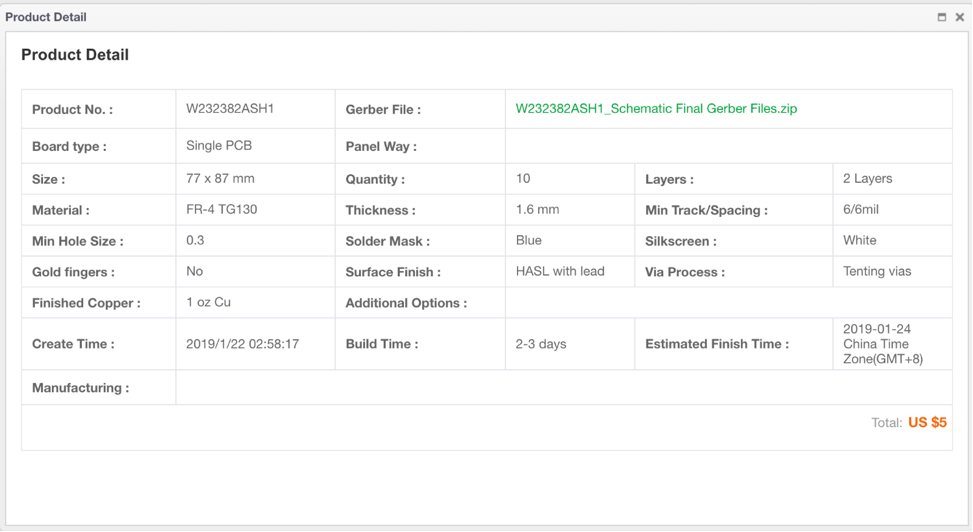 Product Detail
Product Detail
Product No. : W232382ASH1 Gerber File : W232382ASH1_Schematic Final Gerber Files.zip
Board type : Single PCB Panel Way :
Size : 77 x 87 mm Quantity : 10 Layers : 2 Layers
Material : FR-4 TG130 Thickness : 1.6 mm Min Track/Spacing : 6/6mil
Min Hole Size : 0.3 Solder Mask : Blue Silkscreen : White
Gold fingers : No Surface Finish : HASL with lead Via Process : Tenting vias
Finished Copper : 1 oz Cu Additional Options :
Create Time : 2019/1/22 02:58:17 Build Time : 2-3 days Estimated Finish Time : 2019-01-24
China Time
Zone(GMT+8)
Manufacturing :
Total: US $5